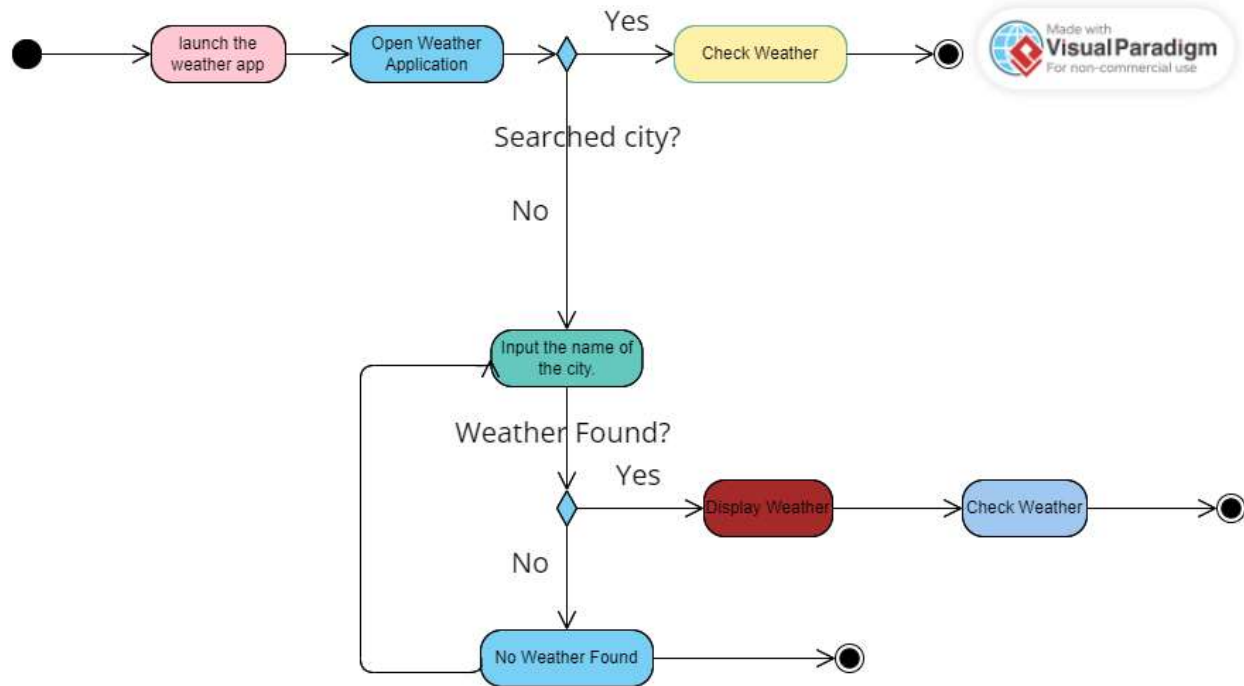 Yes
Made with
Visual Paradigm
For non-commercial use
launch the
weather app
Open Weather
Application
Check Weather
Searched city?
No
Input the name of
the city.
Weather Found?
Yes
Display Weather
Check Weather
No
No Weather Found